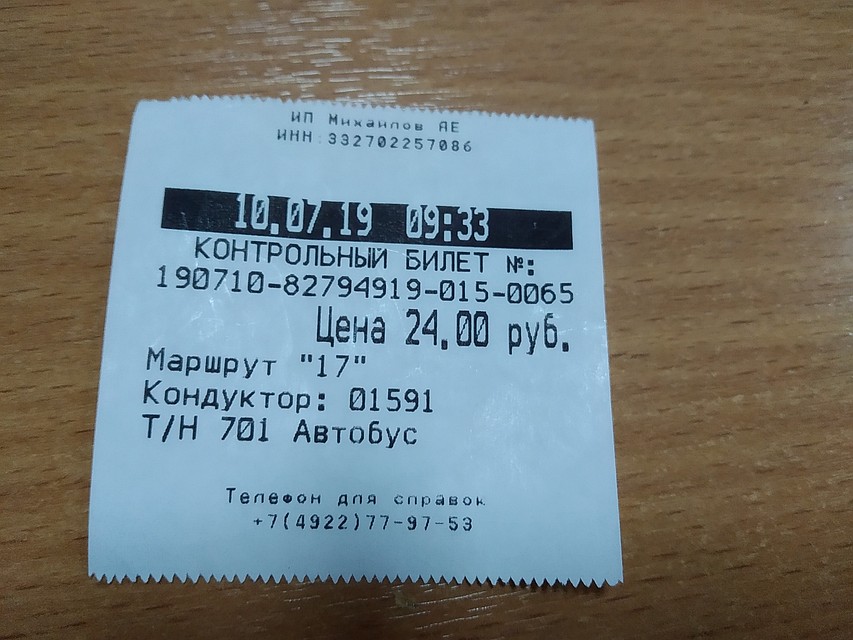 ИП Михайлов АЕ
ИНН 332702257086
10.07.19 09:33
КОНТРОЛЬНЫЙ БИЛЕТ №:
190710-82794919-015-0065
Цена 24.00 руб.
Маршрут "17"
Кондуктор: 01591
Т/Н 701 Автобус
Телефон для справок
+7(4922)77-97-53